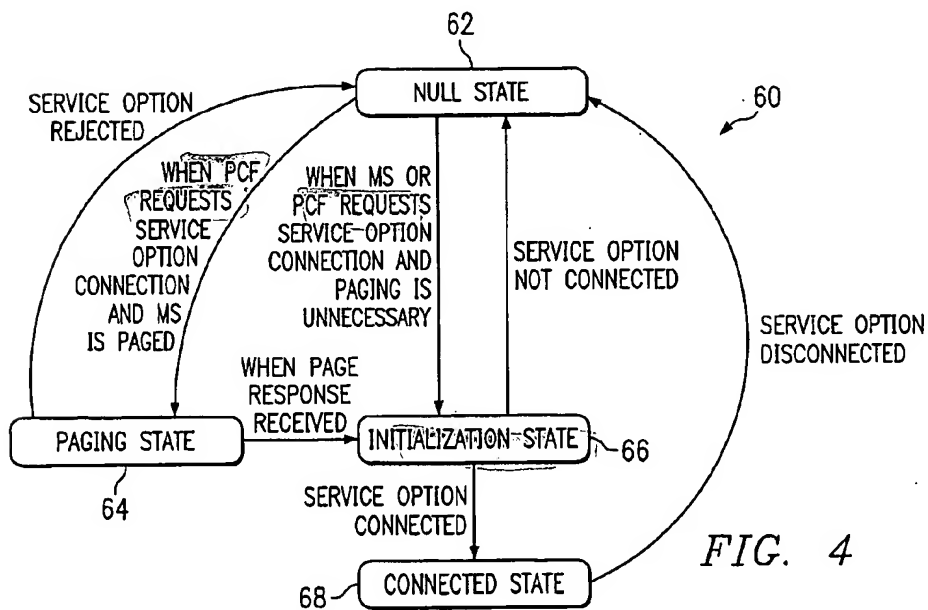 62
NULL STATE
60
SERVICE OPTION
REJECTED
WHEN PCF
REQUESTS
SERVICE
OPTION
CONNECTION
AND MS
IS PAGED
WHEN MS OR
PCF REQUESTS
SERVICE OPTION
CONNECTION AND
PAGING IS
UNNECESSARY
SERVICE OPTION
NOT CONNECTED
SERVICE OPTION
DISCONNECTED
WHEN PAGE
RESPONSE
RECEIVED
PAGING STATE
64
INITIALIZATION STATE
66
SERVICE OPTION
CONNECTED
CONNECTED STATE
68
FIG. 4